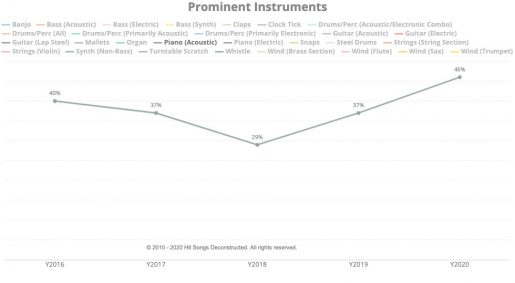 Prominent Instruments
Banjo Bass (Acoustic) Bass (Electric) Bass (Synth) Claps Clock Tick Drums/Perc (Acoustic/Electronic Combo)
Drums/Perc (All) Drums/Perc (Primarily Acoustic) Drums/Perc (Primarily Electronic) Guitar (Acoustic) Guitar (Electric)
Guitar (Lap Steel) Mallets Organ Piano (Acoustic) Piano (Electric) Snaps Steel Drums Strings (String Section)
Strings (Violin) Synth (Non-Bass) Turntable Scratch Whistle Wind (Brass Section) Wind (Flute) Wind (Sax) Wind (Trumpet)
46%
40%
37%
37%
29%
© 2010 - 2020 Hit Songs Deconstructed. All rights reserved.
Y2016 Y2017 Y2018 Y2019 Y2020